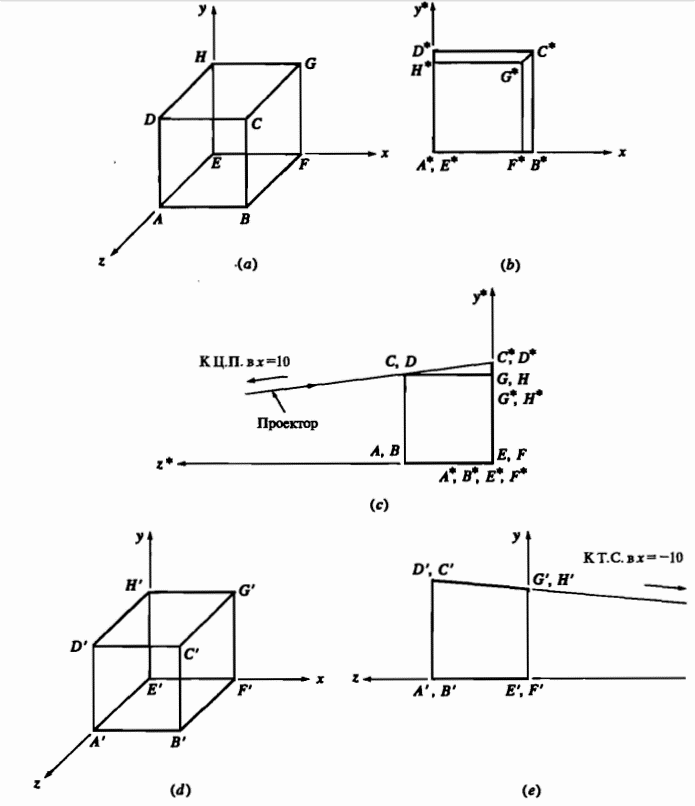 y
H
G
D
C
E
F
x
A
B
z
(a)
y*
D*
C*
H*
G*
A*, E*
F* B*
x
(b)
y*
К Ц.П. в x=10
C, D
C*, D*
G, H
G*, H*
Проектор
A, B
E, F
z*
A*, B*, E*, F*
(c)
y
H'
G'
D'
C'
E'
F'
x
A'
B'
z
(d)
y
К Т.С. в x=−10
D', C'
G', H'
z
A', B'
E', F'
(e)